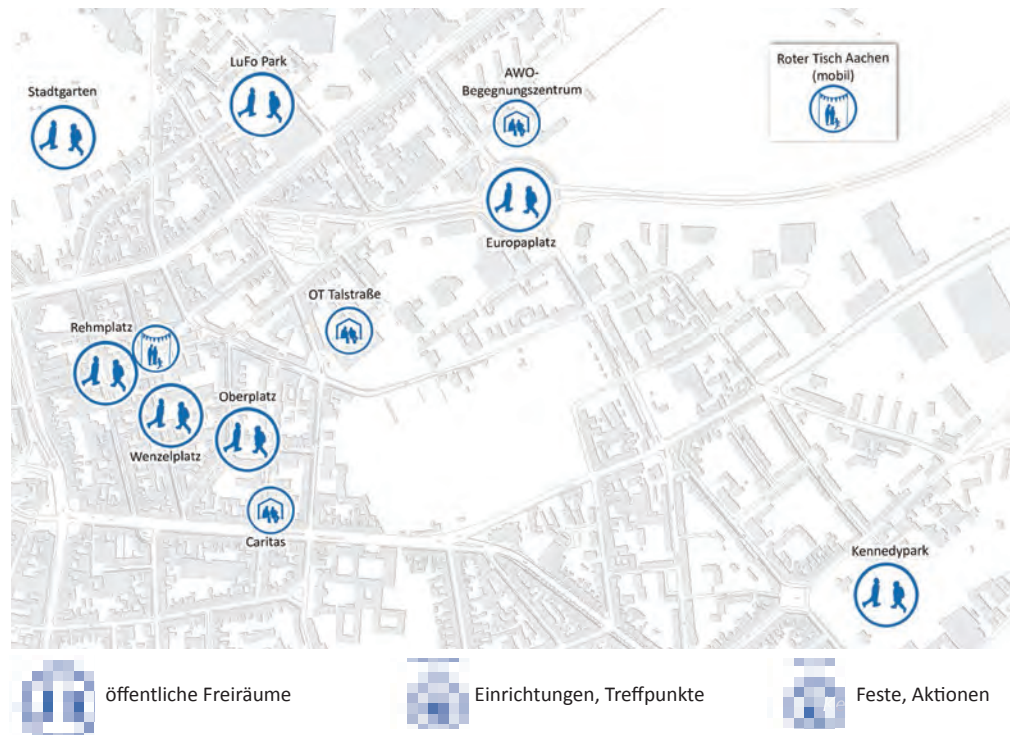 LuFo Park
Stadtgarten
AWO-
Begegnungszentrum
Roter Tisch Aachen
(mobil)
Europaplatz
OT Talstraße
Rehmplatz
Oberplatz
Wenzelplatz
Caritas
Kennedypark
öffentliche Freiräume
Einrichtungen, Treffpunkte
Feste, Aktionen